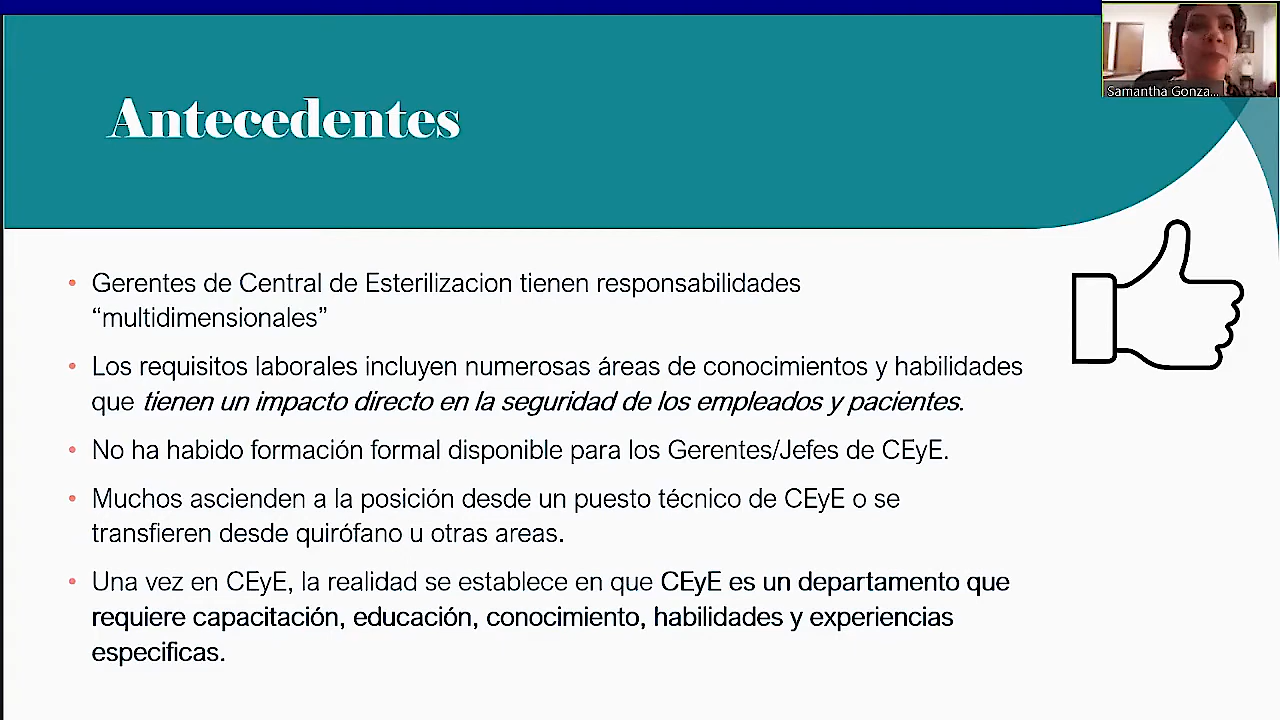 Samantha Gonza...
Antecedentes
• Gerentes de Central de Esterilizacion tienen responsabilidades
“multidimensionales”
• Los requisitos laborales incluyen numerosas áreas de conocimientos y habilidades
que tienen un impacto directo en la seguridad de los empleados y pacientes.
• No ha habido formación formal disponible para los Gerentes/Jefes de CEyE.
• Muchos ascienden a la posición desde un puesto técnico de CEyE o se
transfieren desde quirófano u otras areas.
• Una vez en CEyE, la realidad se establece en que CEyE es un departamento que
requiere capacitación, educación, conocimiento, habilidades y experiencias
especificas.